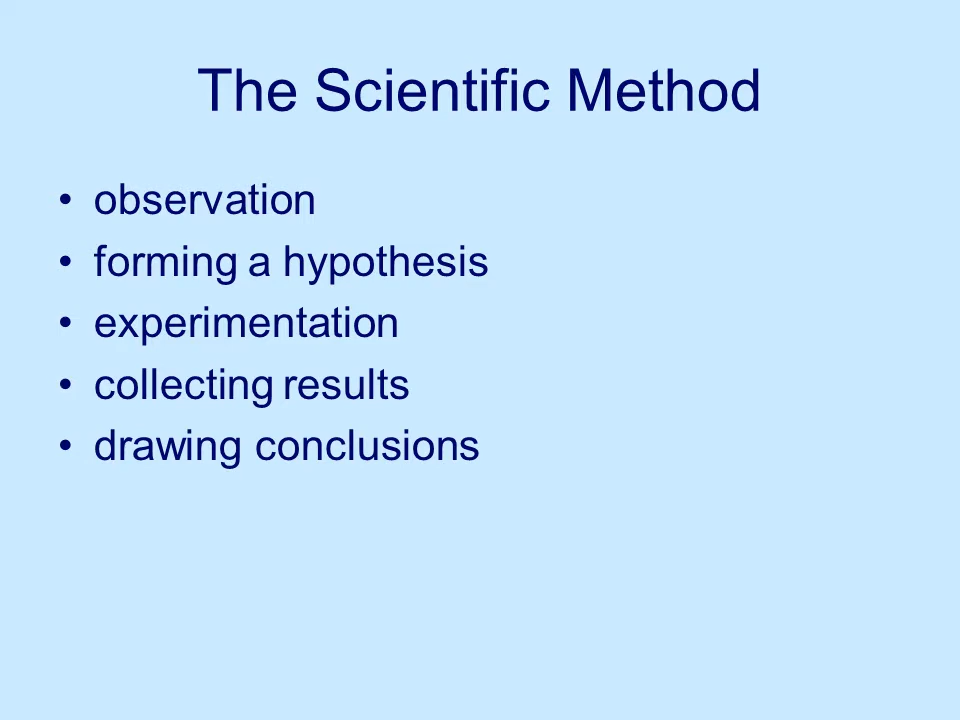 The Scientific Method
• observation
• forming a hypothesis
• experimentation
• collecting results
• drawing conclusions